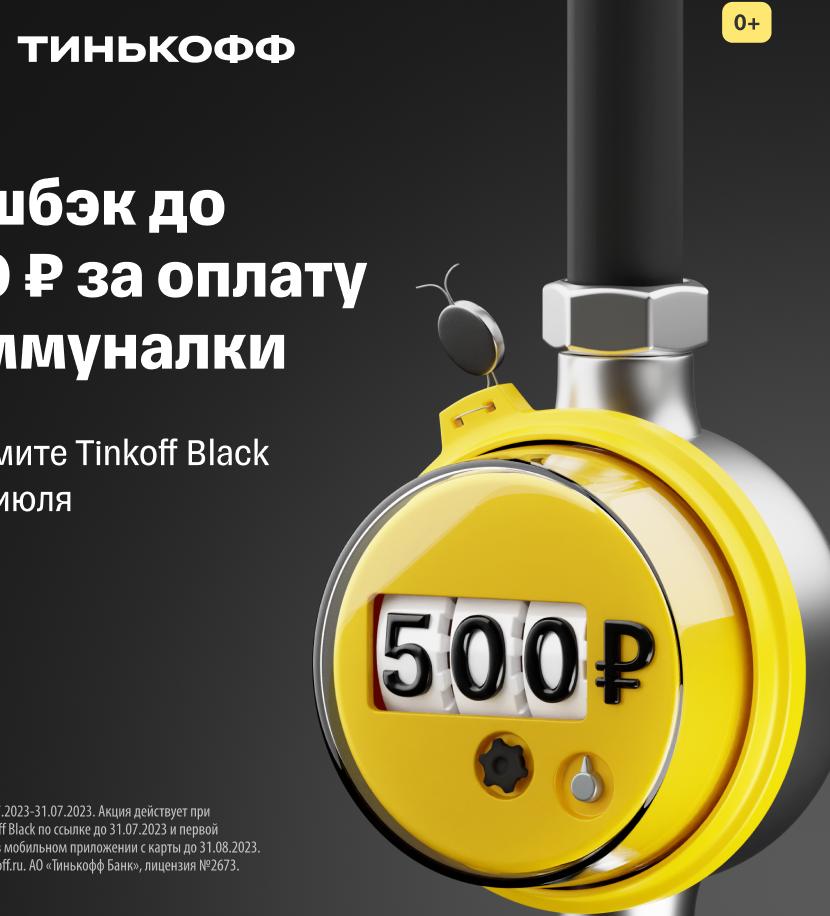 ТИНЬКОФФ
0+
шбэк до
0 ₽ за оплату
ммуналки
мите Tinkoff Black
июля
500₽
7.2023-31.07.2023. Акция действует при
ff Black по ссылке до 31.07.2023 и первой
в мобильном приложении с карты до 31.08.2023.
off.ru. АО «Тинькофф Банк», лицензия №2673.